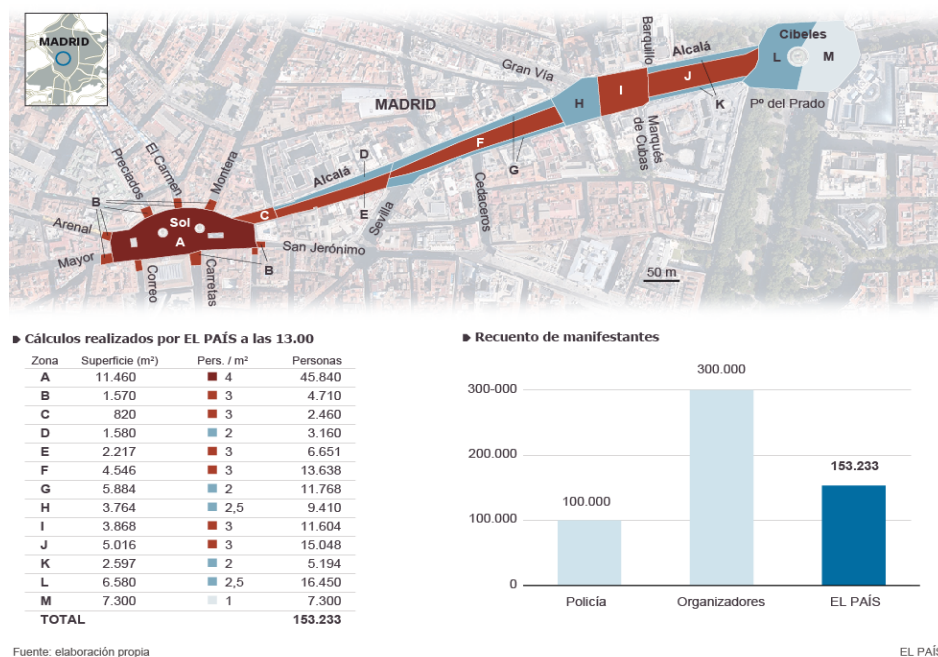 MADRID
Cibeles
L
M
Barquillo
Alcalá
J
K
Pº del Prado
Gran Vía
I
H
MADRID
Marqués
de Cubas
F
G
Cedaceros
D
Alcalá
E
Sevilla
C
Preciados
El Carmen
Montera
B
Arenal
Sol
A
Mayor
San Jerónimo
B
Correo
Carretas
50 m
Cálculos realizados por EL PAÍS a las 13.00
Zona Superficie (m²) Pers. / m² Personas
A 11.460 4 45.840
B 1.570 3 4.710
C 820 3 2.460
D 1.580 2 3.160
E 2.217 3 6.651
F 4.546 3 13.638
G 5.884 2 11.768
H 3.764 2,5 9.410
I 3.868 3 11.604
J 5.016 3 15.048
K 2.597 2 5.194
L 6.580 2,5 16.450
M 7.300 1 7.300
TOTAL 153.233
Recuento de manifestantes
300-000
200.000
100.000
0
100.000
300.000
153.233
Policía
Organizadores
EL PAÍS
Fuente: elaboración propia
EL PAÍS